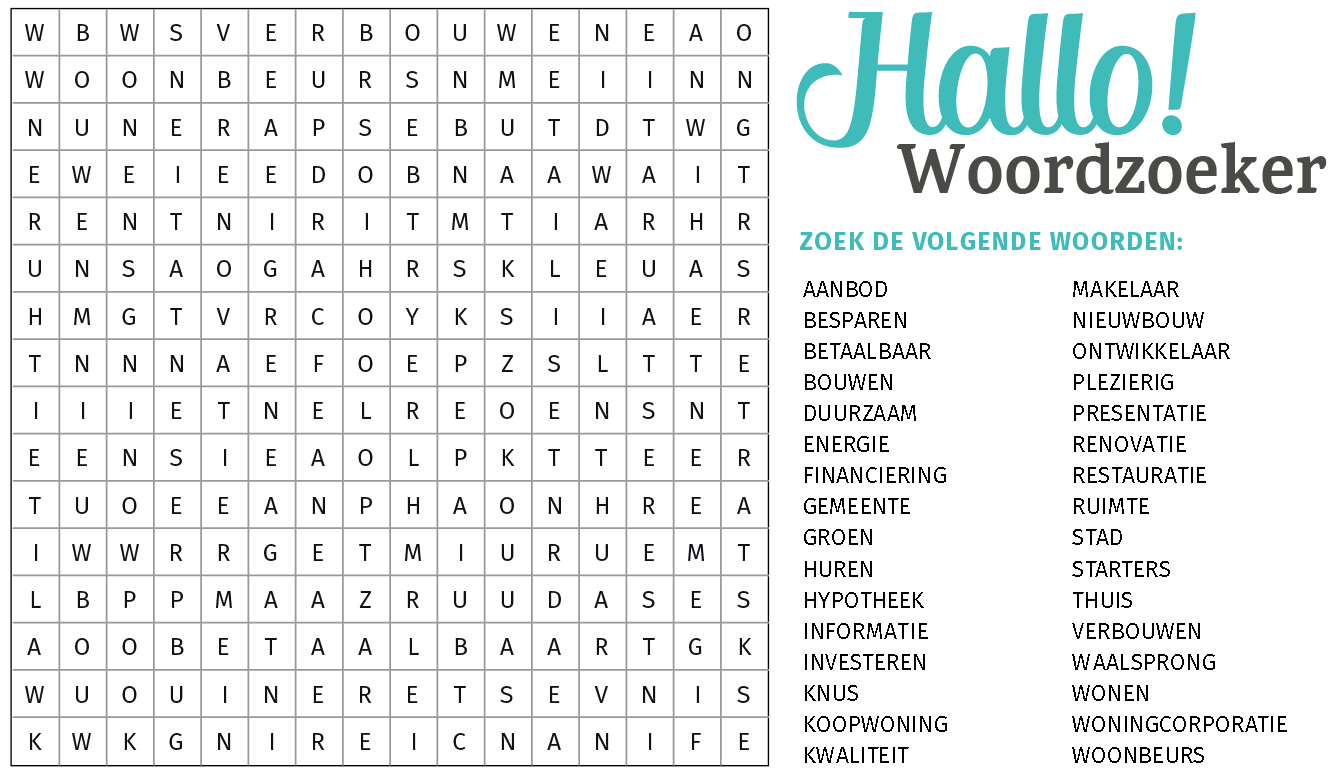 W B W S V E R B O U W E N E A O
W O O N B E U R S N M E I I N N
N U N E R A P S E B U T D T W G
E W E I E E D O B N A A W A I T
R E N T N I R I T M T I A R H R
U N S A O G A H R S K L E U A S
H M G T V R C O Y K S I I A E R
T N N N A E F O E P Z S L T T E
I I I E T N E L R E O E N S N T
E E N S I E A O L P K T T E E R
T U O E E A N P H A O N H R E A
I W W R R G E T M I U R U E M T
L B P P M A A Z R U U D A S E S
A O O B E T A A L B A A R T G K
W U O U I N E R E T S E V N I S
K W K G N I R E I C N A N I F E
Hallo!
Woordzoeker
ZOEK DE VOLGENDE WOORDEN:
AANBOD
BESPAREN
BETAALBAAR
BOUWEN
DUURZAAM
ENERGIE
FINANCIERING
GEMEENTE
GROEN
HUREN
HYPOTHEEK
INFORMATIE
INVESTEREN
KNUS
KOOPWONING
KWALITEIT
MAKELAAR
NIEUWBOUW
ONTWIKKELAAR
PLEZIERIG
PRESENTATIE
RENOVATIE
RESTAURATIE
RUIMTE
STAD
STARTERS
THUIS
VERBOUWEN
WAALSPRONG
WONEN
WONINGCORPORATIE
WOONBEURS